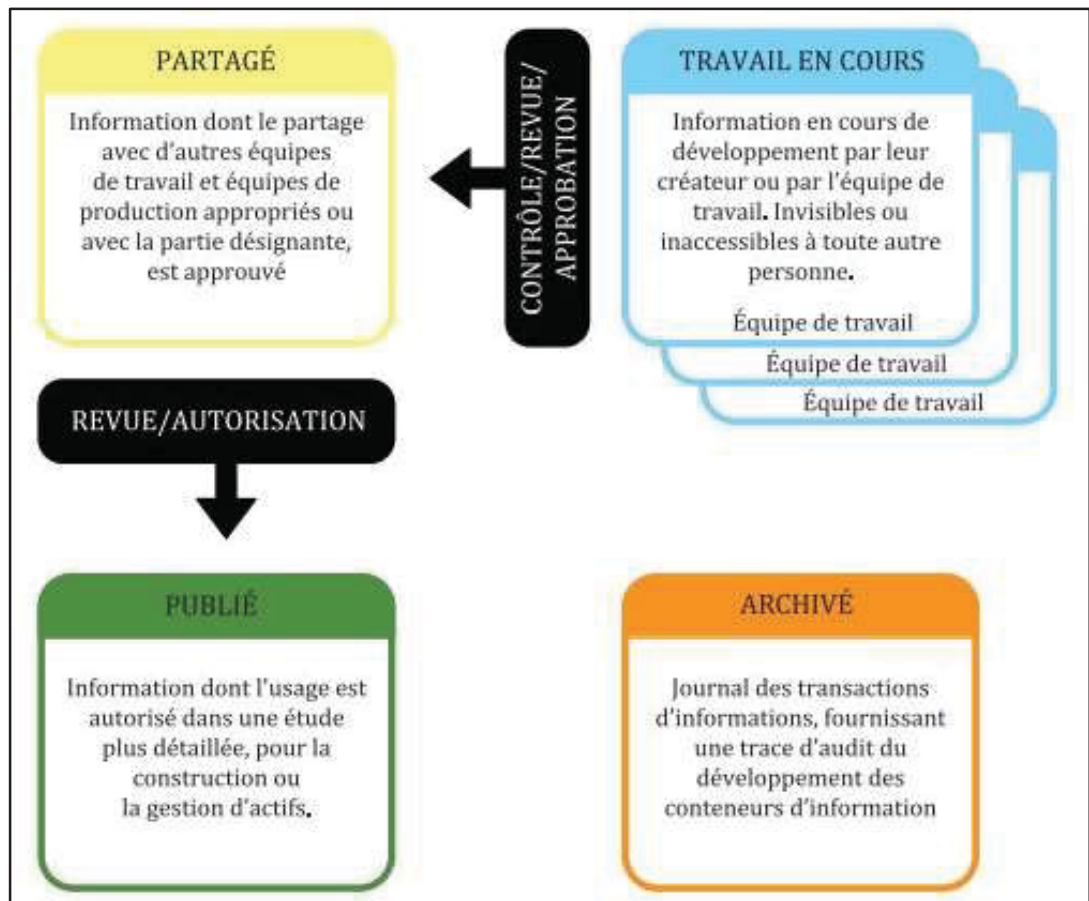 PARTAGÉ
Information dont le partage
avec d'autres équipes
de travail et équipes de
production appropriés ou
avec la partie désignante,
est approuvé
CONTRÔLE/REVUE/
APPROBATION
TRAVAIL EN COURS
Information en cours de
développement par leur
créateur ou par l'équipe de
travail. Invisibles ou
inaccessibles à toute autre
personne.
Équipe de travail
Équipe de travail
Équipe de travail
REVUE/AUTORISATION
PUBLIÉ
Information dont l'usage est
autorisé dans une étude
plus détaillée, pour la
construction ou
la gestion d'actifs.
ARCHIVÉ
Journal des transactions
d'informations, fournissant
une trace d'audit du
développement des
conteneurs d'information